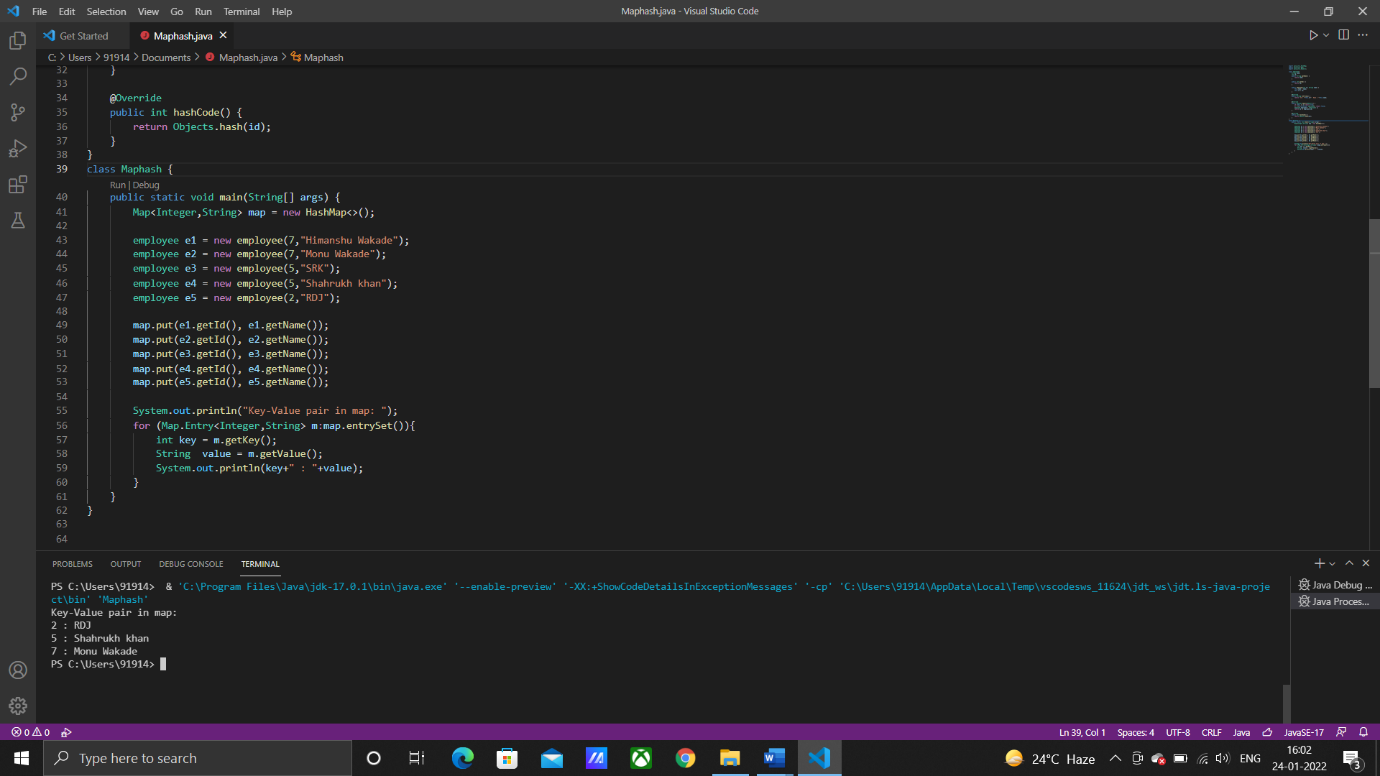 File Edit Selection View Go Run Terminal Help
Maphash.java - Visual Studio Code
Get Started
Maphash.java
C: > Users > 91914 > Documents > Maphash.java > Maphash
32 }
33
34 @Override
35 public int hashCode() {
36 return Objects.hash(id);
37 }
38 }
39 class Maphash {
Run | Debug
40 public static void main(String[] args) {
41 Map<Integer,String> map = new HashMap<>();
42
43 employee e1 = new employee(7,"Himanshu Wakade");
44 employee e2 = new employee(7,"Monu Wakade");
45 employee e3 = new employee(5,"SRK");
46 employee e4 = new employee(5,"Shahrukh khan");
47 employee e5 = new employee(2,"RDJ");
48
49 map.put(e1.getId(), e1.getName());
50 map.put(e2.getId(), e2.getName());
51 map.put(e3.getId(), e3.getName());
52 map.put(e4.getId(), e4.getName());
53 map.put(e5.getId(), e5.getName());
54
55 System.out.println("Key-Value pair in map: ");
56 for (Map.Entry<Integer,String> m:map.entrySet()){
57 int key = m.getKey();
58 String  value = m.getValue();
59 System.out.println(key+" : "+value);
60 }
61 }
62 }
63
64
PROBLEMS OUTPUT DEBUG CONSOLE TERMINAL
PS C:\Users\91914>  & 'C:\Program Files\Java\jdk-17.0.1\bin\java.exe' '--enable-preview' '-XX:+ShowCodeDetailsInExceptionMessages' '-cp' 'C:\Users\91914\AppData\Local\Temp\vscodesws_11624\jdt_ws\jdt.ls-java-proje
ct\bin' 'Maphash'
Key-Value pair in map:
2 : RDJ
5 : Shahrukh khan
7 : Monu Wakade
PS C:\Users\91914>
Java Debug ...
Java Proces...
0 0
Ln 39, Col 1 Spaces: 4 UTF-8 CRLF Java JavaSE-17
Type here to search
24°C Haze
ENG
16:02
24-01-2022
3